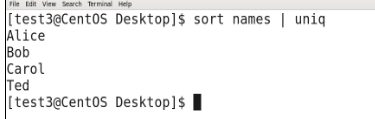 File Edit View Search Terminal Help
[test3@CentOS Desktop]$ sort names | uniq
Alice
Bob
Carol
Ted
[test3@CentOS Desktop]$